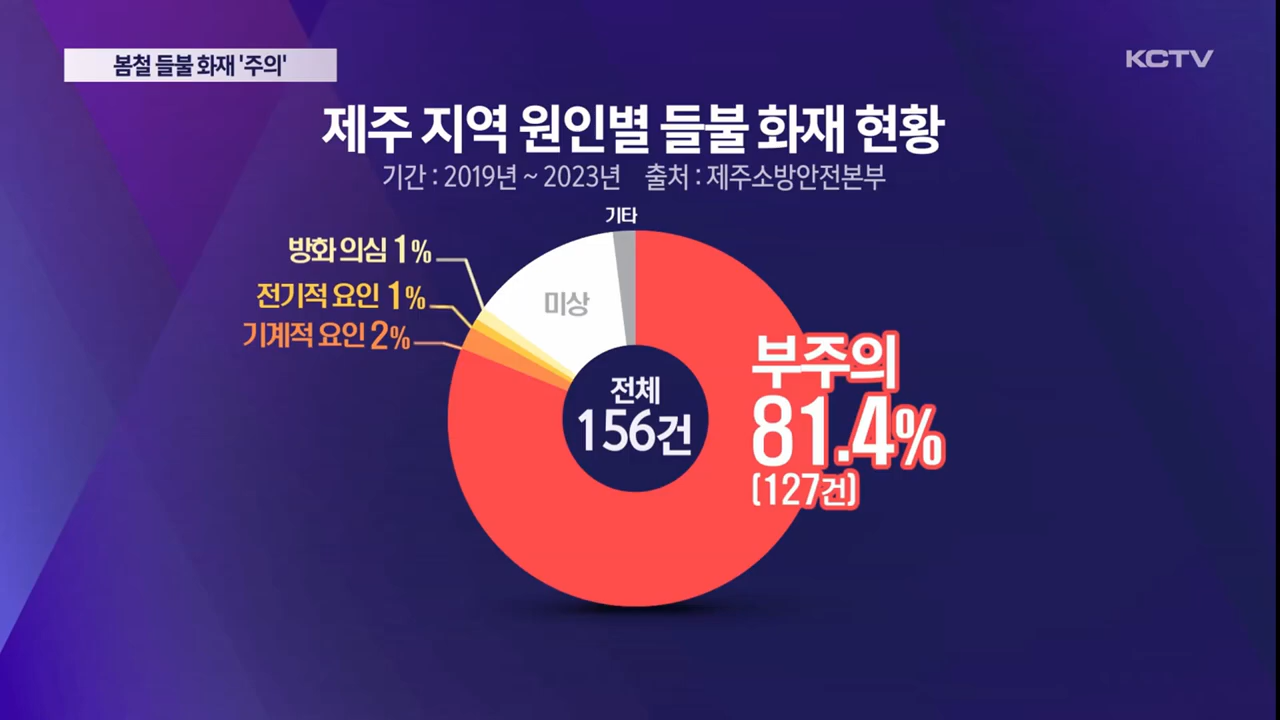 봄철 들불 화재 '주의'
KCTV
제주 지역 원인별 들불 화재 현황
기간 : 2019년 ~ 2023년 출처 : 제주소방안전본부
기타
방화 의심 1%
전기적 요인 1%
기계적 요인 2%
미상
전체
156건
부주의
81.4%
(127건)